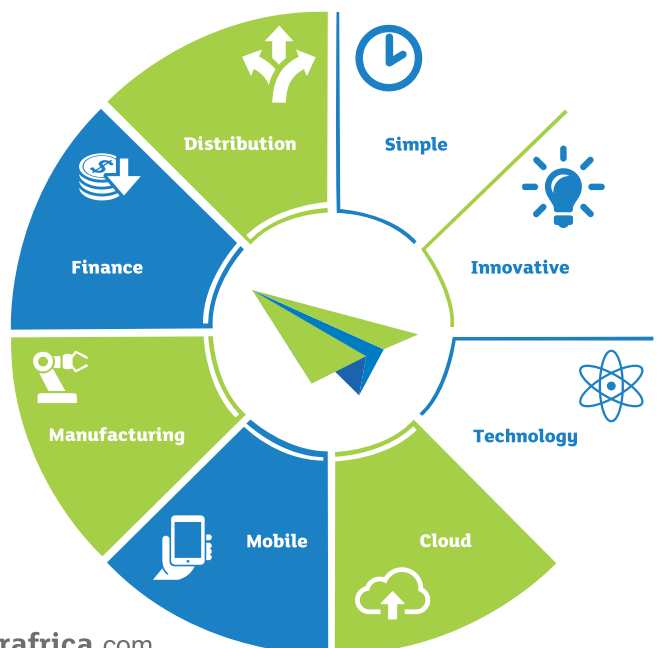 Distribution
Simple
Finance
Innovative
Manufacturing
Technology
Mobile
Cloud
rafrica.com